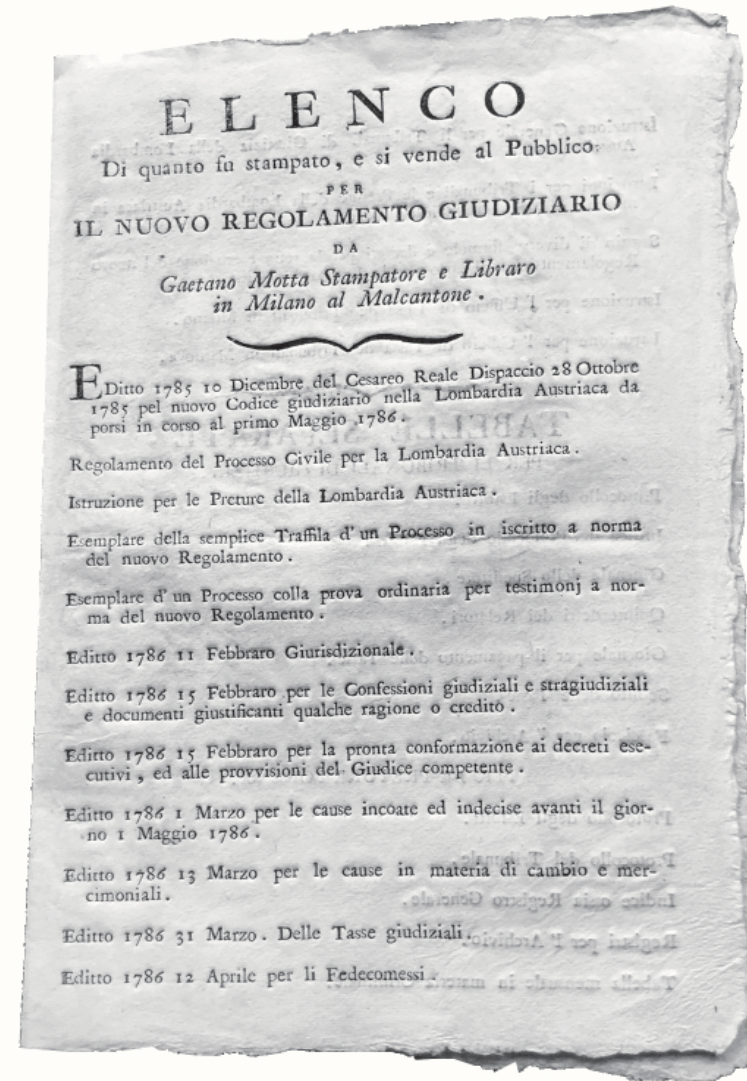 ELENCO
Di quanto fu stampato, e si vende al Pubblico
PER
IL NUOVO REGOLAMENTO GIUDIZIARIO
DA
Gaetano Motta Stampatore e Libraro
in Milano al Malcantone.
EDitto 1785 10 Dicembre del Cesareo Reale Dispaccio 28 Ottobre
1785 pel nuovo Codice giudiziario nella Lombardia Austriaca da
porsi in corso al primo Maggio 1786.
Regolamento del Processo Civile per la Lombardia Austriaca.
Istruzione per le Preture della Lombardia Austriaca.
Esemplare della semplice Traffila d'un Processo in iscritto a norma
del nuovo Regolamento.
Esemplare d'un Processo colla prova ordinaria per testimonj a nor-
ma del nuovo Regolamento.
Editto 1786 11 Febbraro Giurisdizionale.
Editto 1786 15 Febbraro per le Confessioni giudiziali e stragiudiziali
e documenti giustificanti qualche ragione o credito.
Editto 1786 15 Febbraro per la pronta conformazione ai decreti ese-
cutivi, ed alle provvisioni del Giudice competente.
Editto 1786 1 Marzo per le cause incoate ed indecise avanti il gior-
no 1 Maggio 1786.
Editto 1786 13 Marzo per le cause in materia di cambio e mer-
cimoniali.
Editto 1786 31 Marzo. Delle Tasse giudiziali.
Editto 1786 12 Aprile per li Fedecomessi.